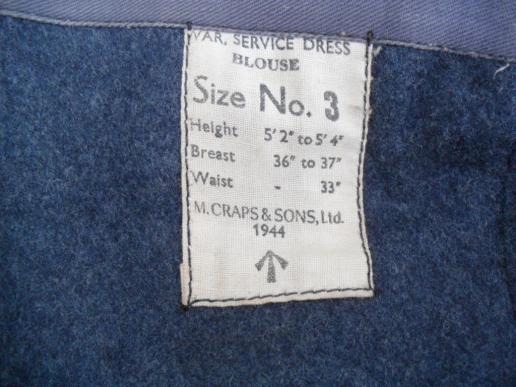 WAR. SERVICE DRESS
BLOUSE
Size No. 3
Height 5'2" to 5'4"
Breast 36" to 37"
Waist - 33"
M. CRAPS & SONS, Ltd.
1944